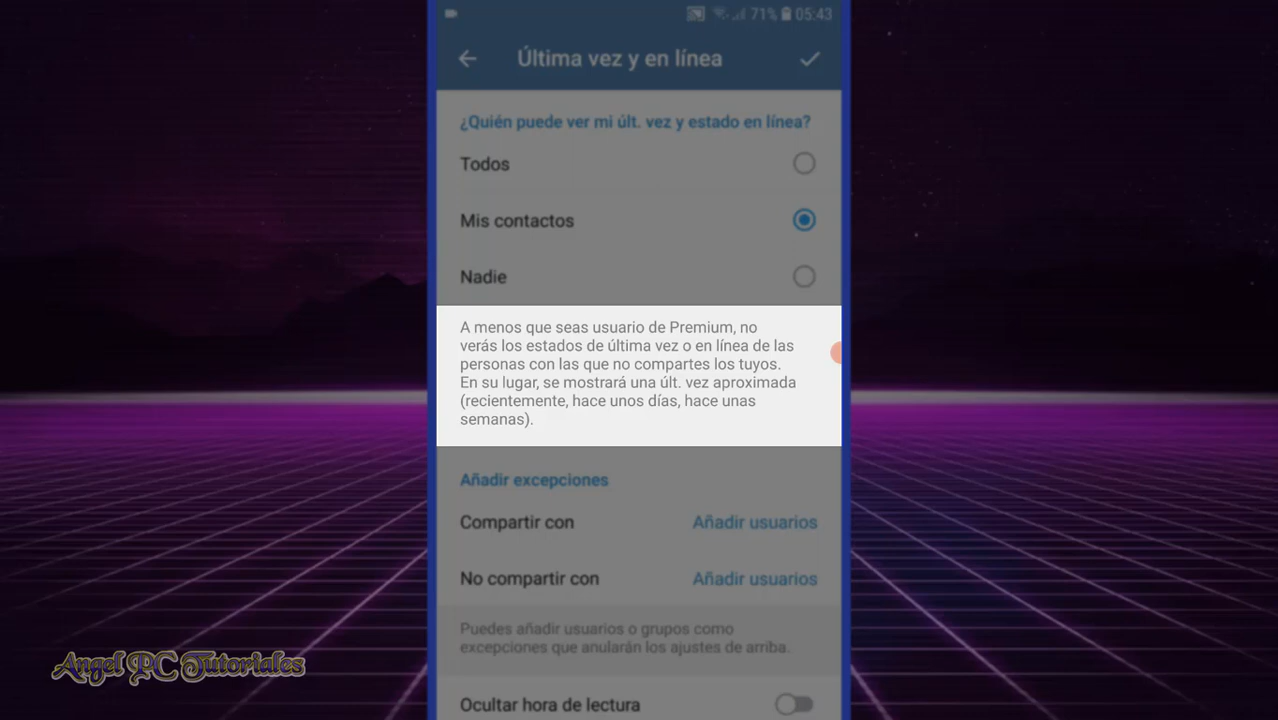 71% 05:43
Última vez y en línea
¿Quién puede ver mi últ. vez y estado en línea?
Todos
Mis contactos
Nadie
A menos que seas usuario de Premium, no
verás los estados de última vez o en línea de las
personas con las que no compartes los tuyos.
En su lugar, se mostrará una últ. vez aproximada
(recientemente, hace unos días, hace unas
semanas).
Añadir excepciones
Compartir con Añadir usuarios
No compartir con Añadir usuarios
Puedes añadir usuarios o grupos como
excepciones que anularán los ajustes de arriba.
Angel PC Tutoriales
Ocultar hora de lectura